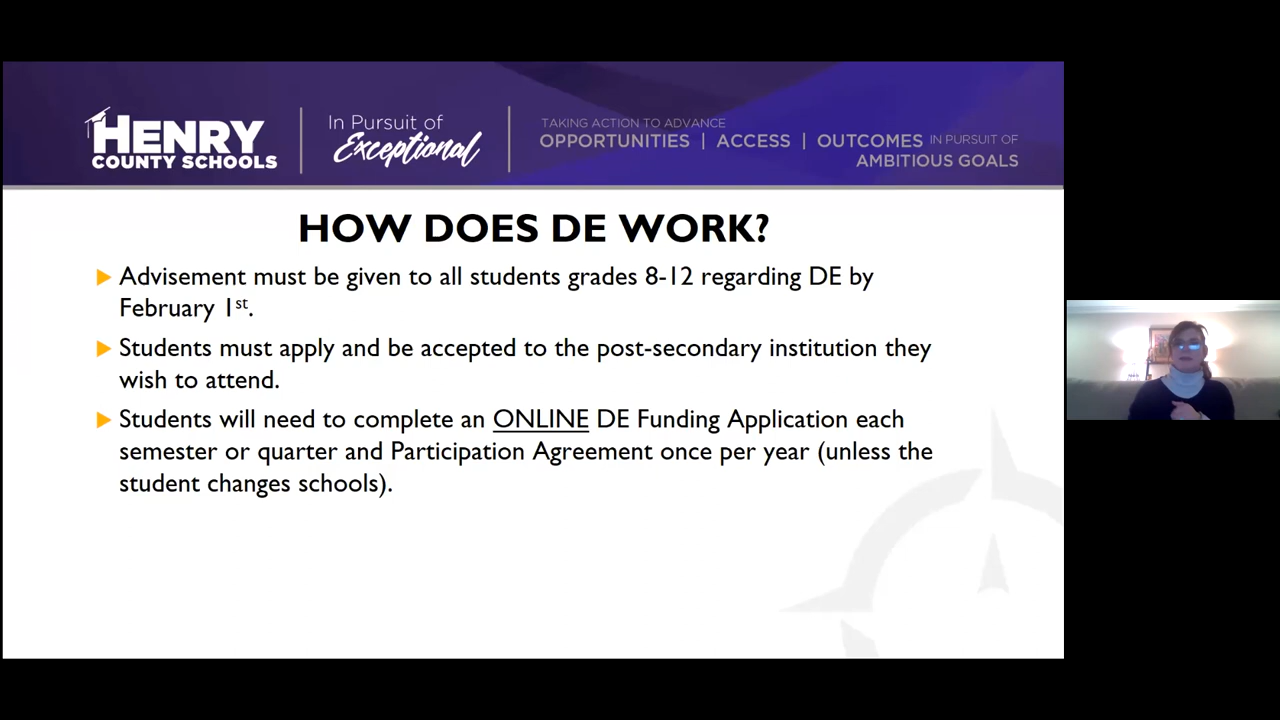 HENRY
COUNTY SCHOOLS
In Pursuit of
Exceptional
TAKING ACTION TO ADVANCE
OPPORTUNITIES | ACCESS | OUTCOMES IN PURSUIT OF
AMBITIOUS GOALS
HOW DOES DE WORK?
Advisement must be given to all students grades 8-12 regarding DE by
February 1st.
Students must apply and be accepted to the post-secondary institution they
wish to attend.
Students will need to complete an ONLINE DE Funding Application each
semester or quarter and Participation Agreement once per year (unless the
student changes schools).